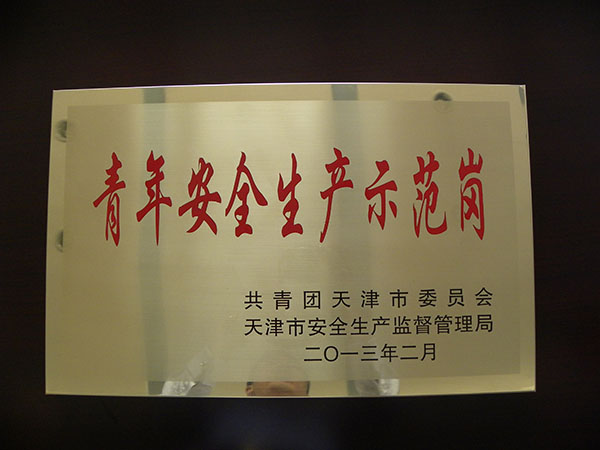 青年安全生产示范岗
共青团天津市委员会
天津市安全生产监督管理局
二〇一三年二月